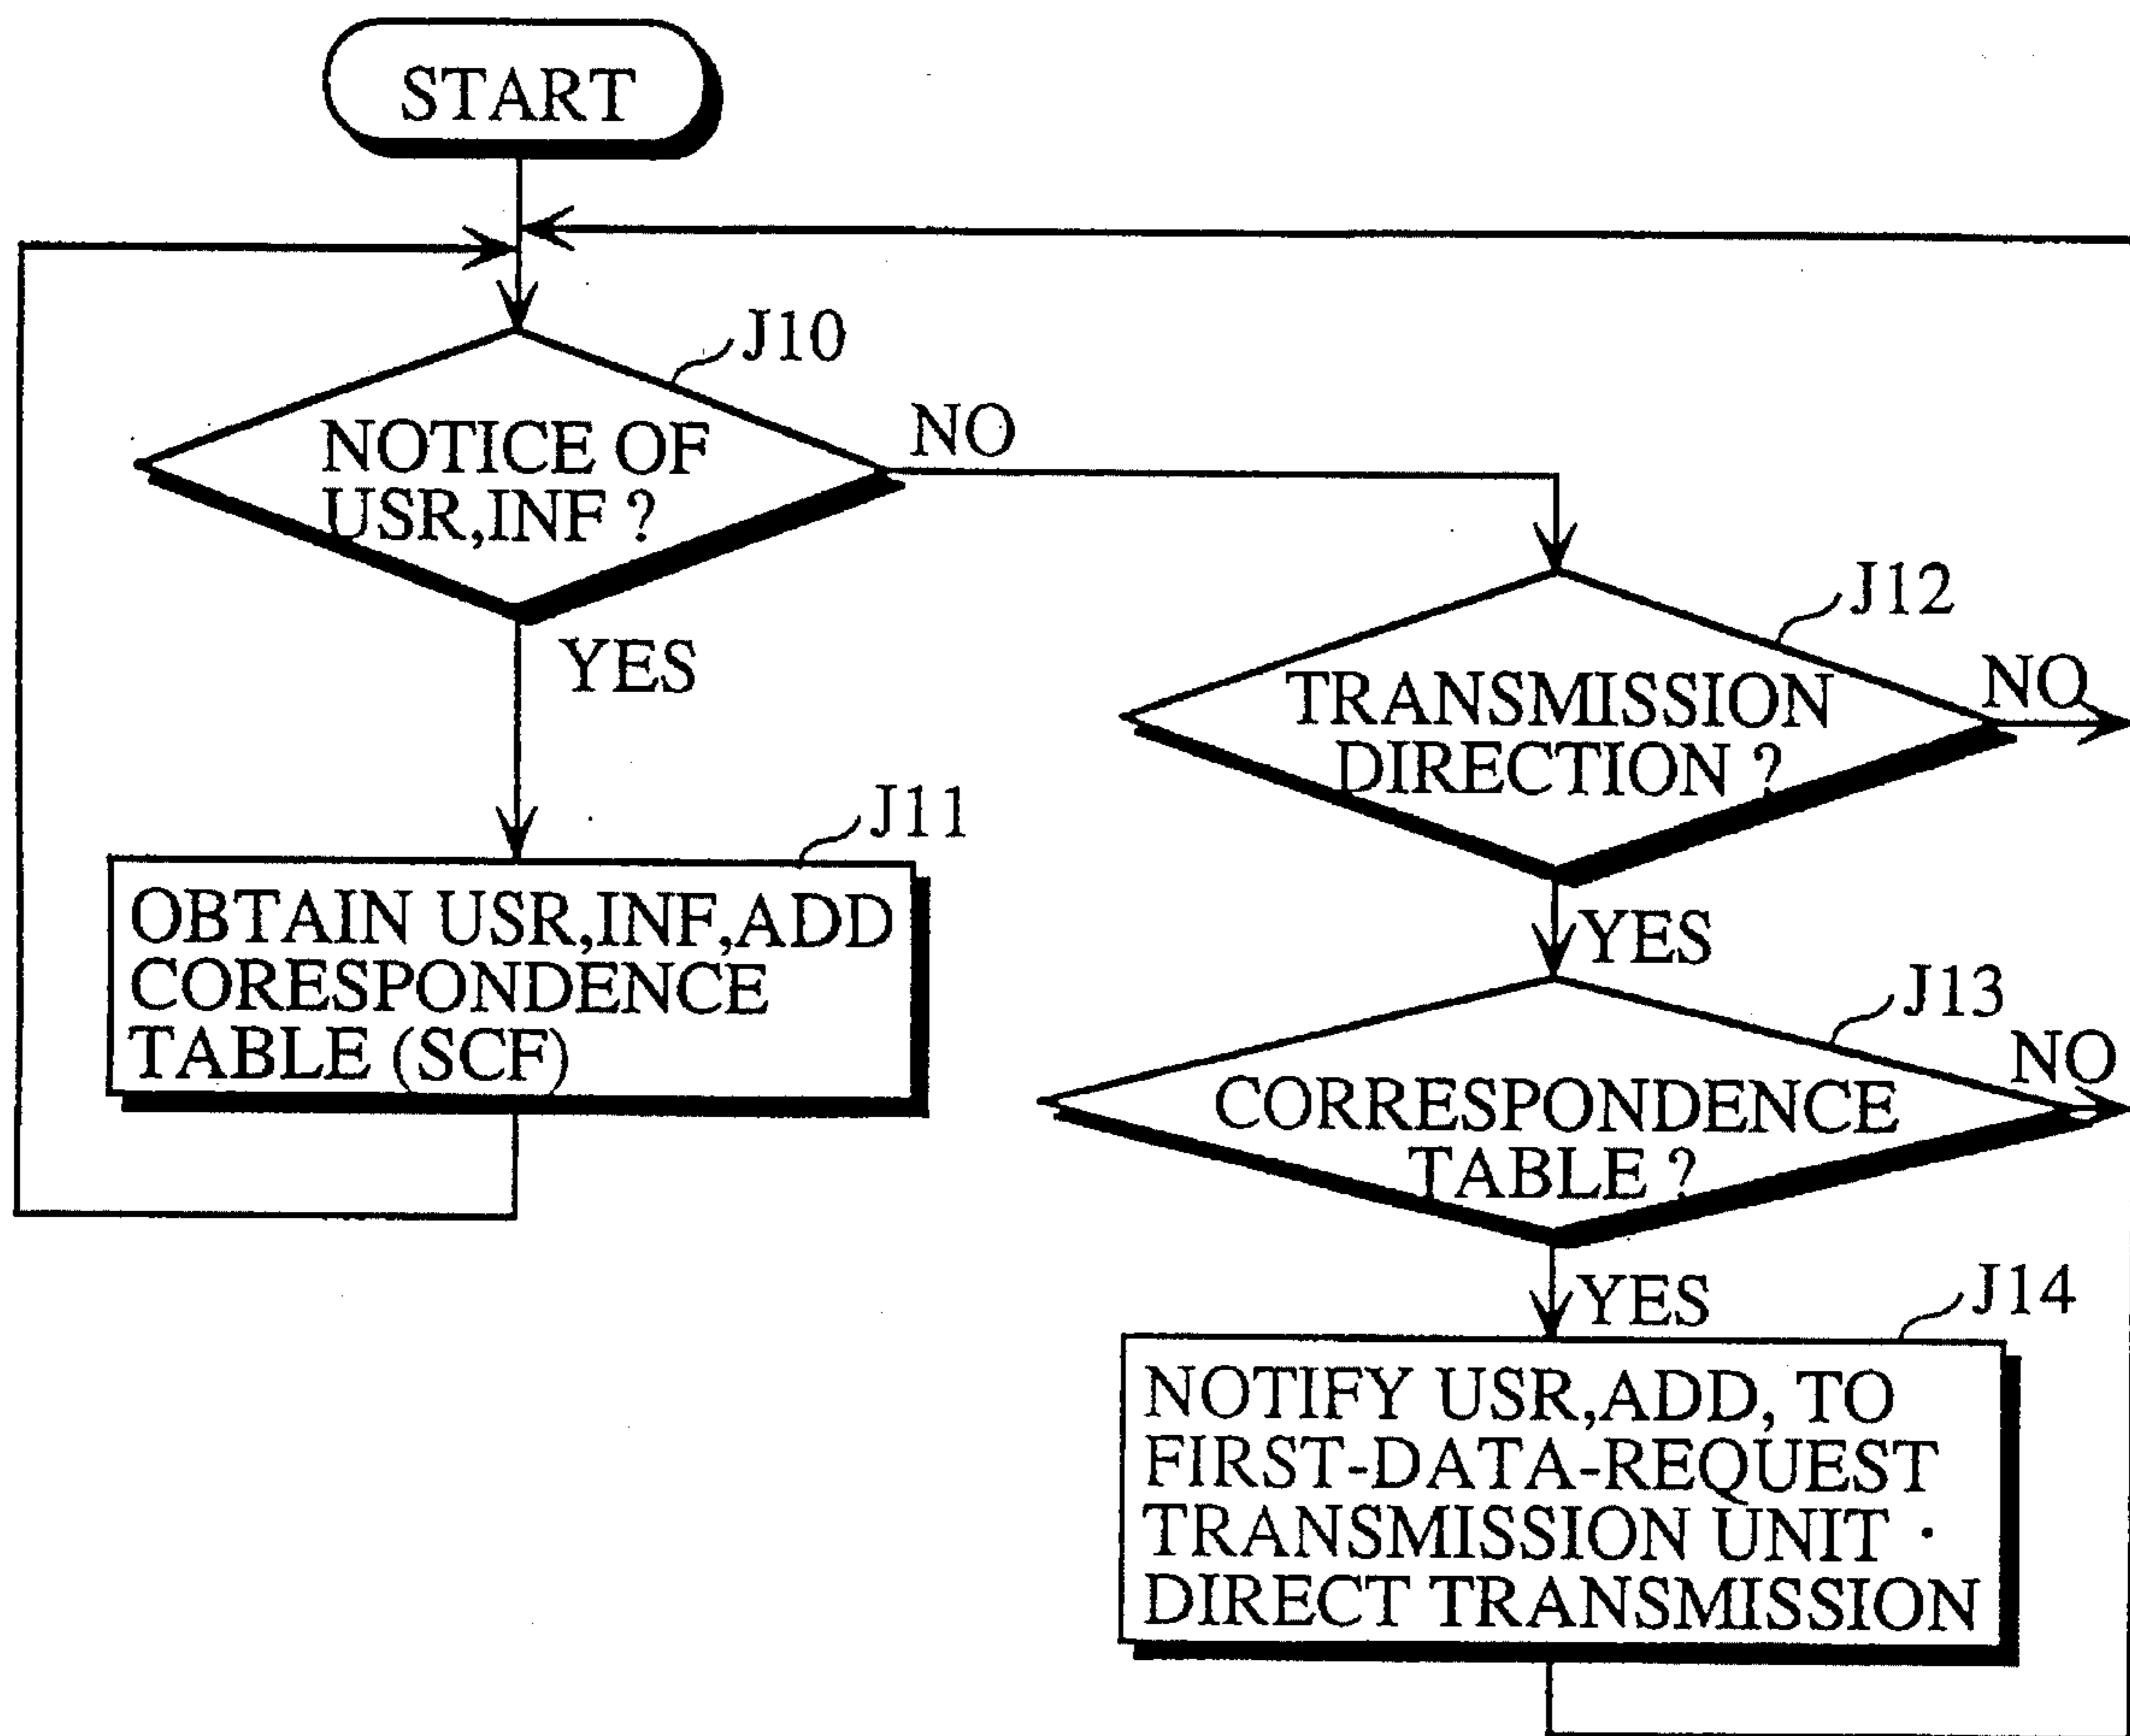 START
J10
NOTICE OF
USR,INF ?
NO
YES
J11
OBTAIN USR,INF,ADD
CORESPONDENCE
TABLE (SCF)
J12
TRANSMISSION
DIRECTION ?
NO
YES
J13
CORRESPONDENCE
TABLE ?
NO
YES
J14
NOTIFY USR,ADD, TO
FIRST-DATA-REQUEST
TRANSMISSION UNIT ·
DIRECT TRANSMISSION